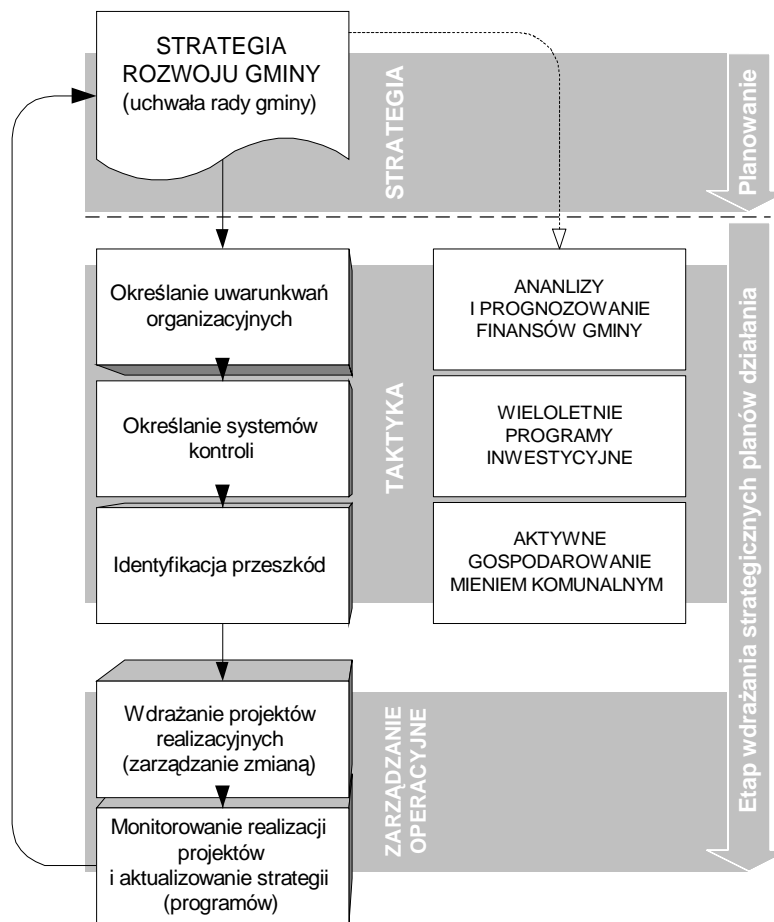 STRATEGIA
ROZWOJU GMINY
(uchwała rady gminy)
STRATEGIA
Planowanie
Określanie uwarunkwań
organizacyjnych
Określanie systemów
kontroli
Identyfikacja przeszkód
TAKTYKA
ANANLIZY
I PROGNOZOWANIE
FINANSÓW GMINY
WIELOLETNIE
PROGRAMY
INWESTYCYJNE
AKTYWNE
GOSPODAROWANIE
MIENIEM KOMUNALNYM
Etap wdrażania strategicznych planów działania
Wdrażanie projektów
realizacyjnych
(zarządzanie zmianą)
Monitorowanie realizacji
projektów
i aktualizowanie strategii
(programów)
ZARZĄDZANIE
OPERACYJNE